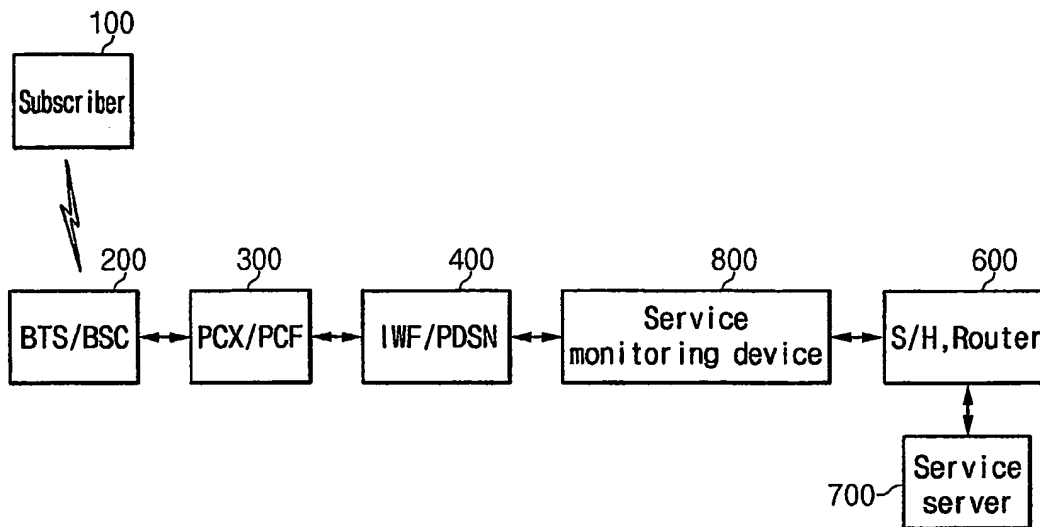 100
Subscriber
200
300
400
800
600
BTS/BSC
PCX/PCF
IWF/PDSN
Service
monitoring device
S/H,Router
700
Service
server